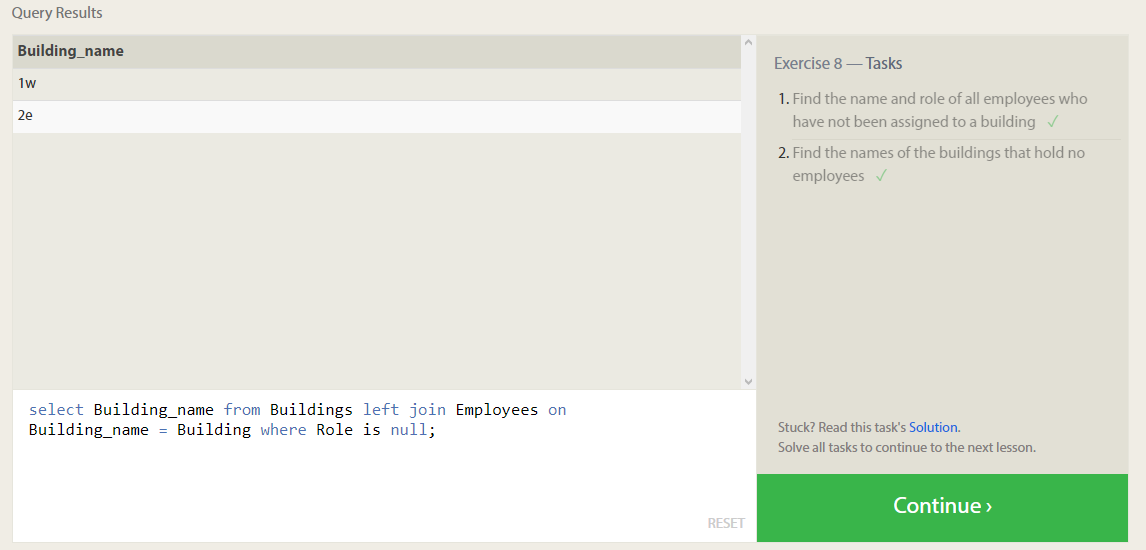 Query Results
Building_name
1w
2e
select Building_name from Buildings left join Employees on
Building_name = Building where Role is null;
RESET
Exercise 8 — Tasks
1. Find the name and role of all employees who
have not been assigned to a building ✓
2. Find the names of the buildings that hold no
employees ✓
Stuck? Read this task's Solution.
Solve all tasks to continue to the next lesson.
Continue ›